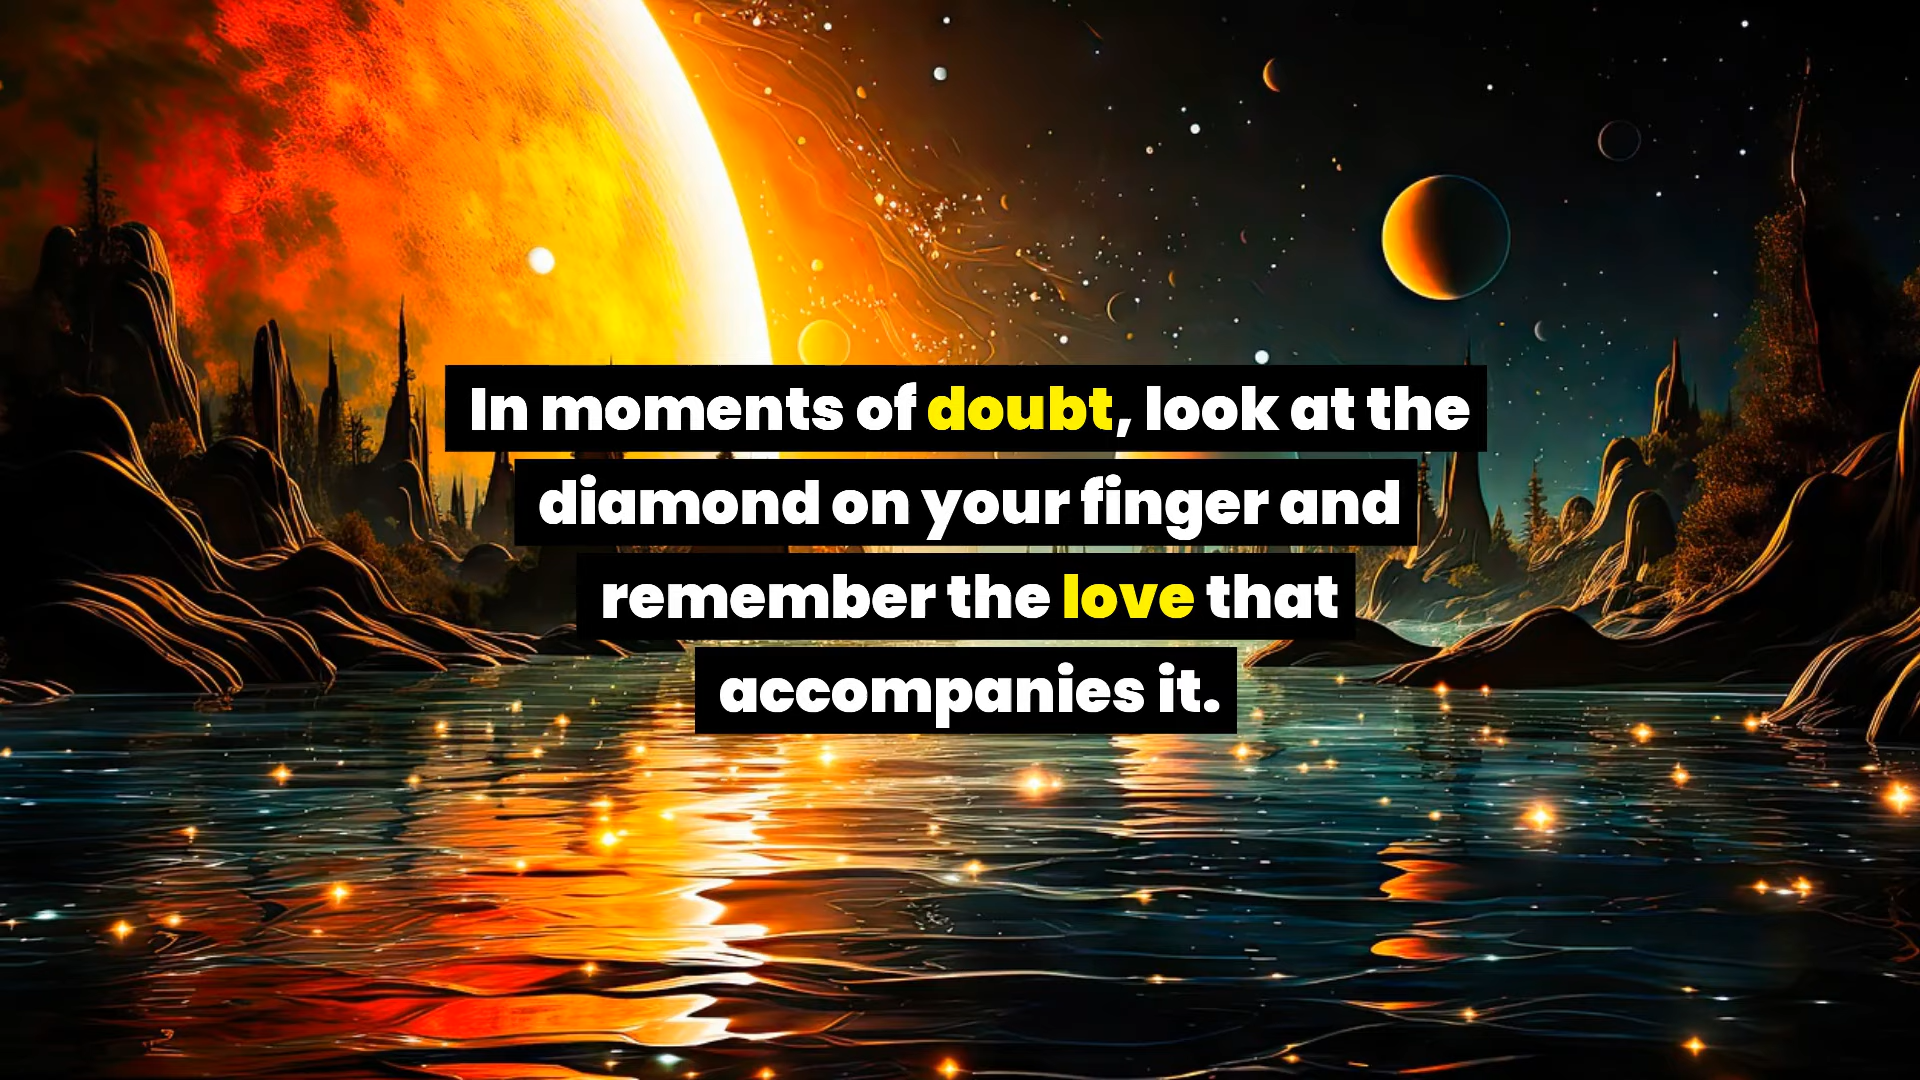 In moments of doubt, look at the
diamond on your finger and
remember the love that
accompanies it.